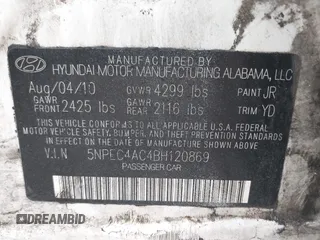 MANUFACTURED BY
HYUNDAI MOTOR MANUFACTURING ALABAMA, LLC
Aug/04/10 GVWR 4299 lbs PAINT JR
GAWR FRONT 2425 lbs GAWR REAR 2116 lbs TRIM YD
THIS VEHICLE CONFORMS TO ALL APPLICABLE U.S.A. FEDERAL
MOTOR VEHICLE SAFETY, BUMPER, AND THEFT PREVENTION STANDARDS
IN EFFECT ON THE DATE OF MANUFACTURE SHOWN ABOVE.
V.I.N 5NPEC4AC4BH120869
PASSENGER CAR
DREAMBID.COM